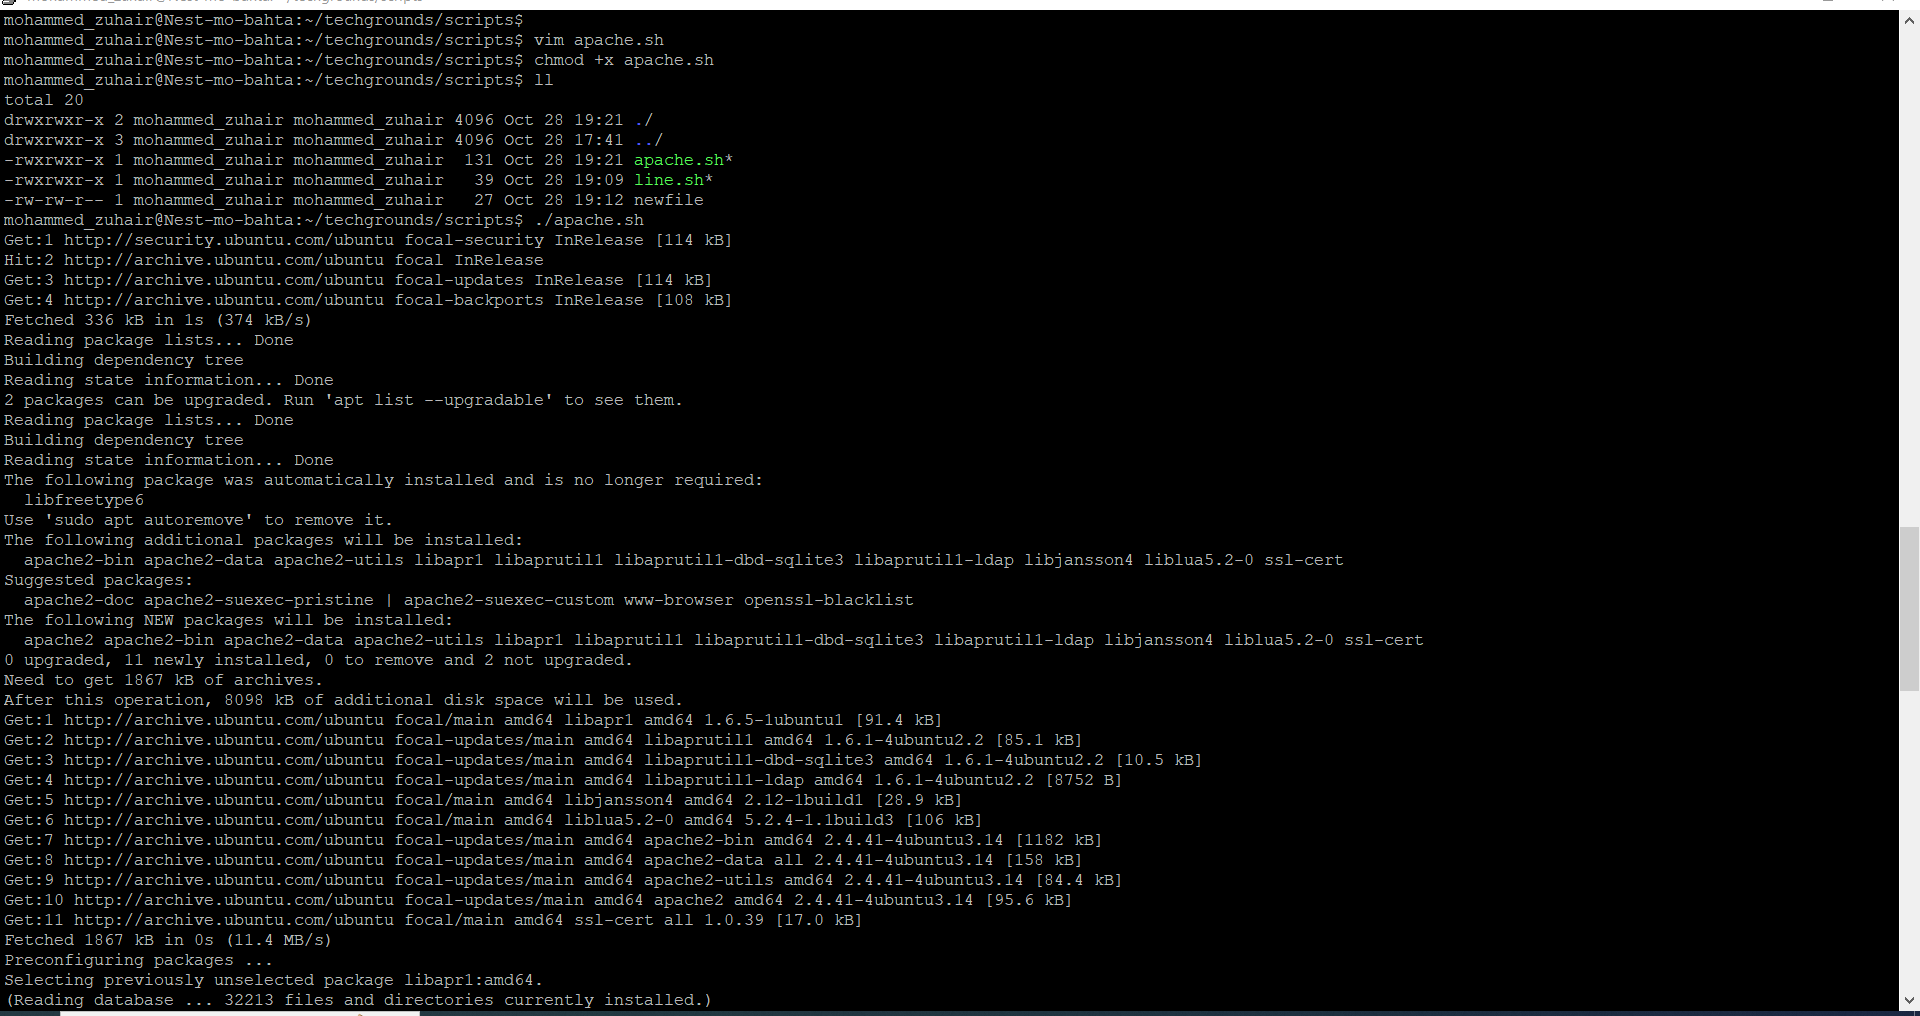 mohammed_zuhair@Nest-mo-bahta:~/techgrounds/scripts$
mohammed_zuhair@Nest-mo-bahta:~/techgrounds/scripts$ vim apache.sh
mohammed_zuhair@Nest-mo-bahta:~/techgrounds/scripts$ chmod +x apache.sh
mohammed_zuhair@Nest-mo-bahta:~/techgrounds/scripts$ ll
total 20
drwxrwxr-x 2 mohammed_zuhair mohammed_zuhair 4096 Oct 28 19:21 ./
drwxrwxr-x 3 mohammed_zuhair mohammed_zuhair 4096 Oct 28 17:41 ../
-rwxrwxr-x 1 mohammed_zuhair mohammed_zuhair  131 Oct 28 19:21 apache.sh*
-rwxrwxr-x 1 mohammed_zuhair mohammed_zuhair   39 Oct 28 19:09 line.sh*
-rw-rw-r-- 1 mohammed_zuhair mohammed_zuhair   27 Oct 28 19:12 newfile
mohammed_zuhair@Nest-mo-bahta:~/techgrounds/scripts$ ./apache.sh
Get:1 http://security.ubuntu.com/ubuntu focal-security InRelease [114 kB]
Hit:2 http://archive.ubuntu.com/ubuntu focal InRelease
Get:3 http://archive.ubuntu.com/ubuntu focal-updates InRelease [114 kB]
Get:4 http://archive.ubuntu.com/ubuntu focal-backports InRelease [108 kB]
Fetched 336 kB in 1s (374 kB/s)
Reading package lists... Done
Building dependency tree
Reading state information... Done
2 packages can be upgraded. Run 'apt list --upgradable' to see them.
Reading package lists... Done
Building dependency tree
Reading state information... Done
The following package was automatically installed and is no longer required:
  libfreetype6
Use 'sudo apt autoremove' to remove it.
The following additional packages will be installed:
  apache2-bin apache2-data apache2-utils libapr1 libaprutil1 libaprutil1-dbd-sqlite3 libaprutil1-ldap libjansson4 liblua5.2-0 ssl-cert
Suggested packages:
  apache2-doc apache2-suexec-pristine | apache2-suexec-custom www-browser openssl-blacklist
The following NEW packages will be installed:
  apache2 apache2-bin apache2-data apache2-utils libapr1 libaprutil1 libaprutil1-dbd-sqlite3 libaprutil1-ldap libjansson4 liblua5.2-0 ssl-cert
0 upgraded, 11 newly installed, 0 to remove and 2 not upgraded.
Need to get 1867 kB of archives.
After this operation, 8098 kB of additional disk space will be used.
Get:1 http://archive.ubuntu.com/ubuntu focal/main amd64 libapr1 amd64 1.6.5-1ubuntu1 [91.4 kB]
Get:2 http://archive.ubuntu.com/ubuntu focal-updates/main amd64 libaprutil1 amd64 1.6.1-4ubuntu2.2 [85.1 kB]
Get:3 http://archive.ubuntu.com/ubuntu focal-updates/main amd64 libaprutil1-dbd-sqlite3 amd64 1.6.1-4ubuntu2.2 [10.5 kB]
Get:4 http://archive.ubuntu.com/ubuntu focal-updates/main amd64 libaprutil1-ldap amd64 1.6.1-4ubuntu2.2 [8752 B]
Get:5 http://archive.ubuntu.com/ubuntu focal/main amd64 libjansson4 amd64 2.12-1build1 [28.9 kB]
Get:6 http://archive.ubuntu.com/ubuntu focal/main amd64 liblua5.2-0 amd64 5.2.4-1.1build3 [106 kB]
Get:7 http://archive.ubuntu.com/ubuntu focal-updates/main amd64 apache2-bin amd64 2.4.41-4ubuntu3.14 [1182 kB]
Get:8 http://archive.ubuntu.com/ubuntu focal-updates/main amd64 apache2-data all 2.4.41-4ubuntu3.14 [158 kB]
Get:9 http://archive.ubuntu.com/ubuntu focal-updates/main amd64 apache2-utils amd64 2.4.41-4ubuntu3.14 [84.4 kB]
Get:10 http://archive.ubuntu.com/ubuntu focal-updates/main amd64 apache2 amd64 2.4.41-4ubuntu3.14 [95.6 kB]
Get:11 http://archive.ubuntu.com/ubuntu focal/main amd64 ssl-cert all 1.0.39 [17.0 kB]
Fetched 1867 kB in 0s (11.4 MB/s)
Preconfiguring packages ...
Selecting previously unselected package libapr1:amd64.
(Reading database ... 32213 files and directories currently installed.)